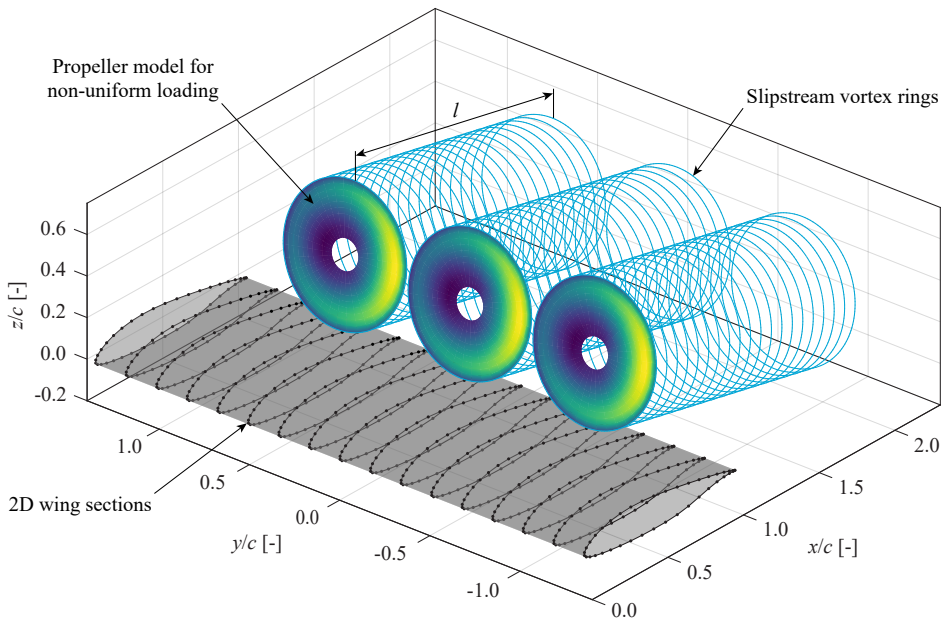 Propeller model for
non-uniform loading
l
Slipstream vortex rings
z/c [-]
0.6
0.4
0.2
0.0
-0.2
2D wing sections
1.0
0.5
0.0
-0.5
-1.0
y/c [-]
0.0
0.5
1.0
1.5
2.0
x/c [-]